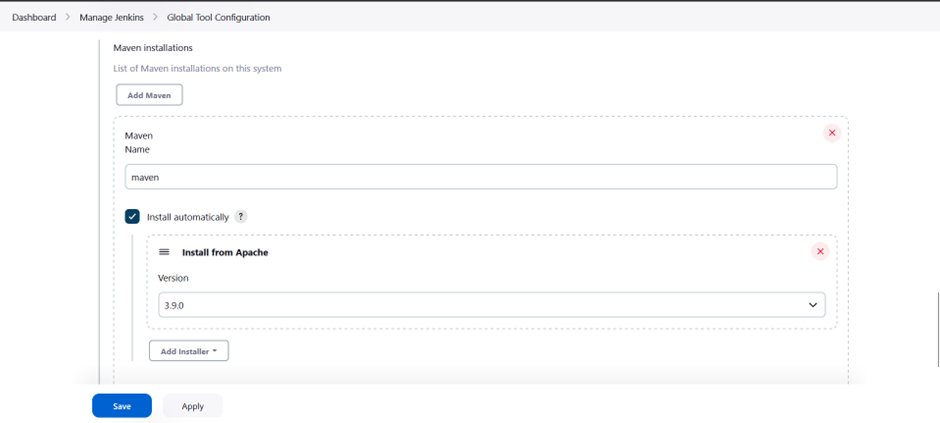 Dashboard > Manage Jenkins > Global Tool Configuration
Maven installations
List of Maven installations on this system
Add Maven
Maven
Name
maven
Install automatically ?
Install from Apache
Version
3.9.0
Add Installer
Save Apply